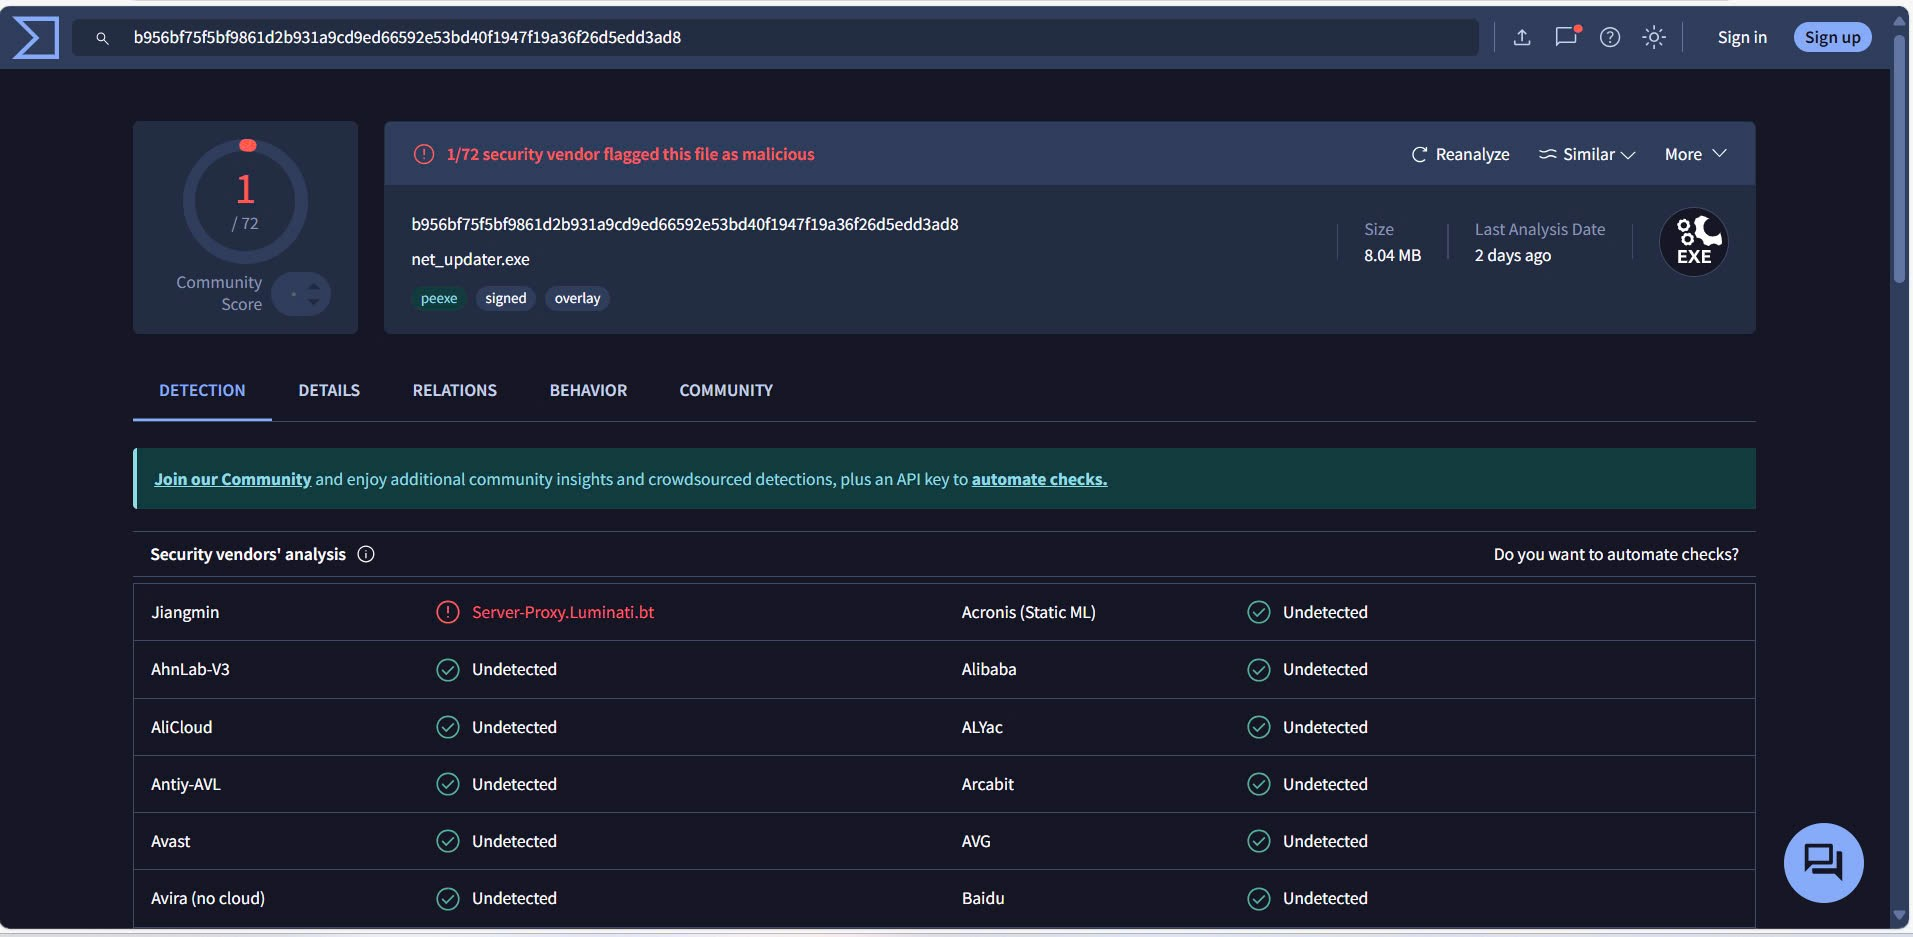 b956bf75f5bf9861d2b931a9cd9ed66592e53bd40f1947f19a36f26d5edd3ad8
Sign in
Sign up
1
/ 72
Community
Score
1/72 security vendor flagged this file as malicious
Reanalyze
Similar
More
b956bf75f5bf9861d2b931a9cd9ed66592e53bd40f1947f19a36f26d5edd3ad8
net_updater.exe
peexe
signed
overlay
Size
8.04 MB
Last Analysis Date
2 days ago
EXE
DETECTION
DETAILS
RELATIONS
BEHAVIOR
COMMUNITY
Join our Community and enjoy additional community insights and crowdsourced detections, plus an API key to automate checks.
Security vendors' analysis
Do you want to automate checks?
Jiangmin
Server-Proxy.Luminati.bt
Acronis (Static ML)
Undetected
AhnLab-V3
Undetected
Alibaba
Undetected
AliCloud
Undetected
ALYac
Undetected
Antiy-AVL
Undetected
Arcabit
Undetected
Avast
Undetected
AVG
Undetected
Avira (no cloud)
Undetected
Baidu
Undetected